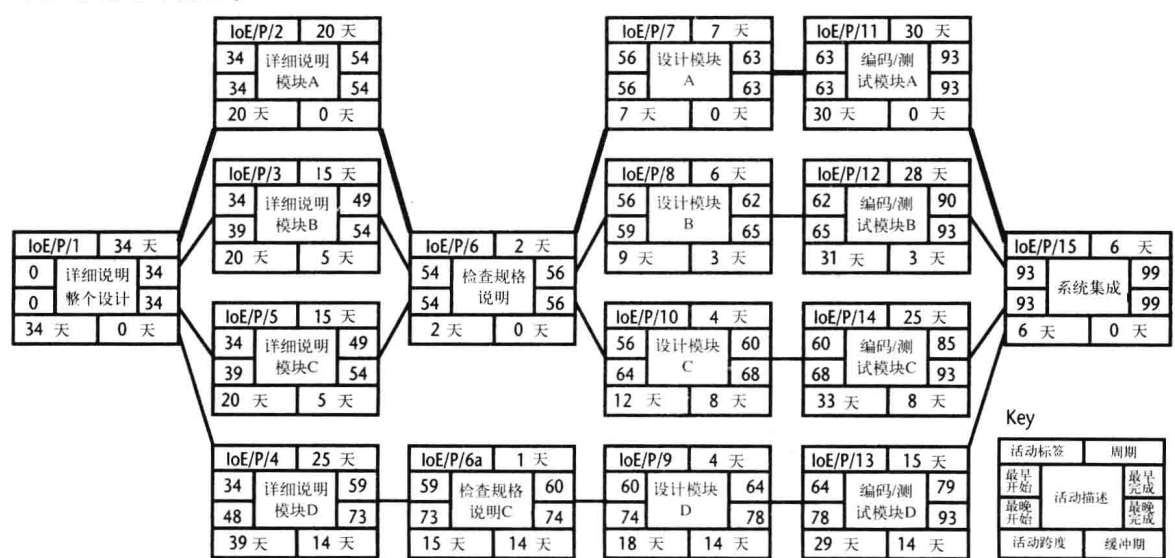 IoE/P/2 20 天
34 详细说明 54
34 模块A 54
20 天 0 天
IoE/P/7 7 天
56 设计模块 63
56 A 63
7 天 0 天
IoE/P/11 30 天
63 编码/测 93
63 试模块A 93
30 天 0 天
IoE/P/3 15 天
34 详细说明 49
39 模块B 54
20 天 5 天
IoE/P/8 6 天
56 设计模块 62
59 B 65
9 天 3 天
IoE/P/12 28 天
62 编码/测 90
65 试模块B 93
31 天 3 天
IoE/P/1 34 天
0 详细说明 34
0 整个设计 34
34 天 0 天
IoE/P/6 2 天
54 检查规格 56
54 说明 56
2 天 0 天
IoE/P/15 6 天
93 系统集成 99
93 99
6 天 0 天
IoE/P/5 15 天
34 详细说明 49
39 模块C 54
20 天 5 天
IoE/P/10 4 天
56 设计模块 60
64 C 68
12 天 8 天
IoE/P/14 25 天
60 编码/测 85
68 试模块C 93
33 天 8 天
IoE/P/4 25 天
34 详细说明 59
48 模块D 73
39 天 14 天
IoE/P/6a 1 天
59 检查规格 60
73 说明C 74
15 天 14 天
IoE/P/9 4 天
60 设计模块 64
74 D 78
18 天 14 天
IoE/P/13 15 天
64 编码/测 79
78 试模块D 93
29 天 14 天
Key
活动标签 周期
最早 最早
开始 活动描述 完成
最晚 最晚
开始 完成
活动跨度 缓冲期